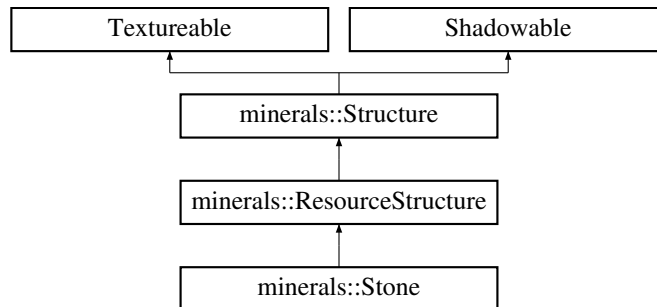 Textureable
Shadowable
minerals::Structure
minerals::ResourceStructure
minerals::Stone